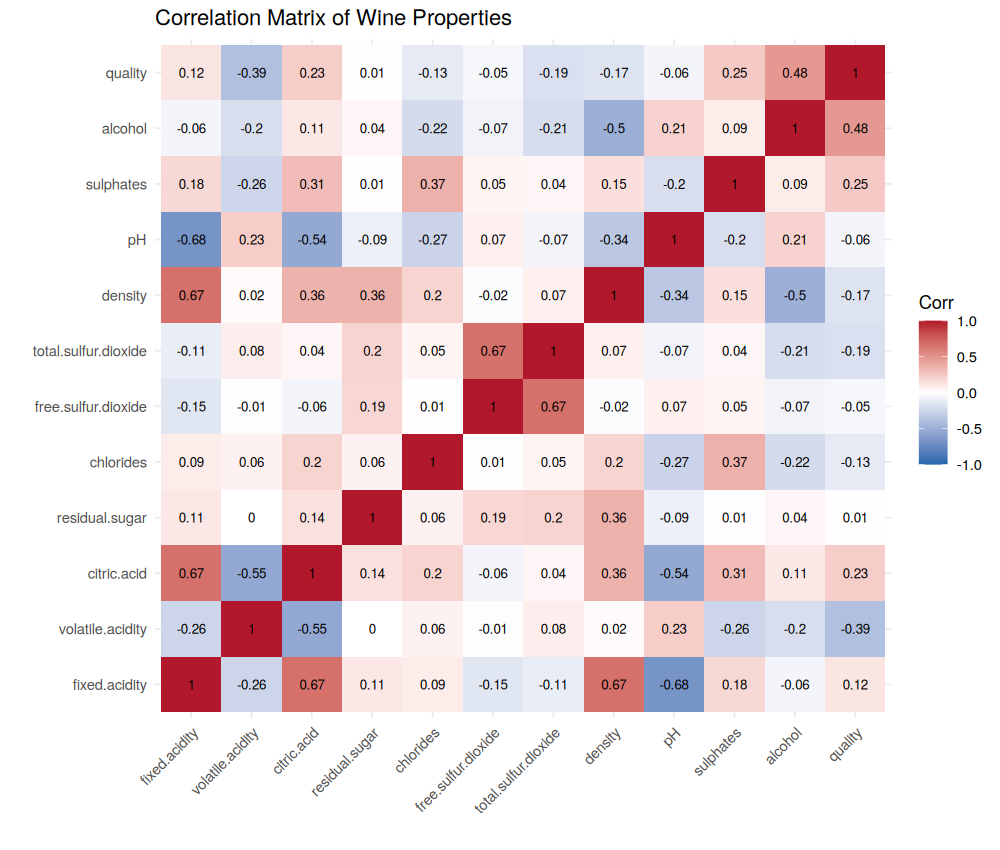 Correlation Matrix of Wine Properties
quality 0.12 -0.39 0.23 0.01 -0.13 -0.05 -0.19 -0.17 -0.06 0.25 0.48 1
alcohol -0.06 -0.2 0.11 0.04 -0.22 -0.07 -0.21 -0.5 0.21 0.09 1 0.48
sulphates 0.18 -0.26 0.31 0.01 0.37 0.05 0.04 0.15 -0.2 1 0.09 0.25
pH -0.68 0.23 -0.54 -0.09 -0.27 0.07 -0.07 -0.34 1 -0.2 0.21 -0.06
density 0.67 0.02 0.36 0.36 0.2 -0.02 0.07 1 -0.34 0.15 -0.5 -0.17
total.sulfur.dioxide -0.11 0.08 0.04 0.2 0.05 0.67 1 0.07 -0.07 0.04 -0.21 -0.19
free.sulfur.dioxide -0.15 -0.01 -0.06 0.19 0.01 1 0.67 -0.02 0.07 0.05 -0.07 -0.05
chlorides 0.09 0.06 0.2 0.06 1 0.01 0.05 0.2 -0.27 0.37 -0.22 -0.13
residual.sugar 0.11 0 0.14 1 0.06 0.19 0.2 0.36 -0.09 0.01 0.04 0.01
citric.acid 0.67 -0.55 1 0.14 0.2 -0.06 0.04 0.36 -0.54 0.31 0.11 0.23
volatile.acidity -0.26 1 -0.55 0 0.06 -0.01 0.08 0.02 0.23 -0.26 -0.2 -0.39
fixed.acidity 1 -0.26 0.67 0.11 0.09 -0.15 -0.11 0.67 -0.68 0.18 -0.06 0.12
fixed.acidity volatile.acidity citric.acid residual.sugar chlorides free.sulfur.dioxide total.sulfur.dioxide density pH sulphates alcohol quality
Corr
1.0
0.5
0.0
-0.5
-1.0